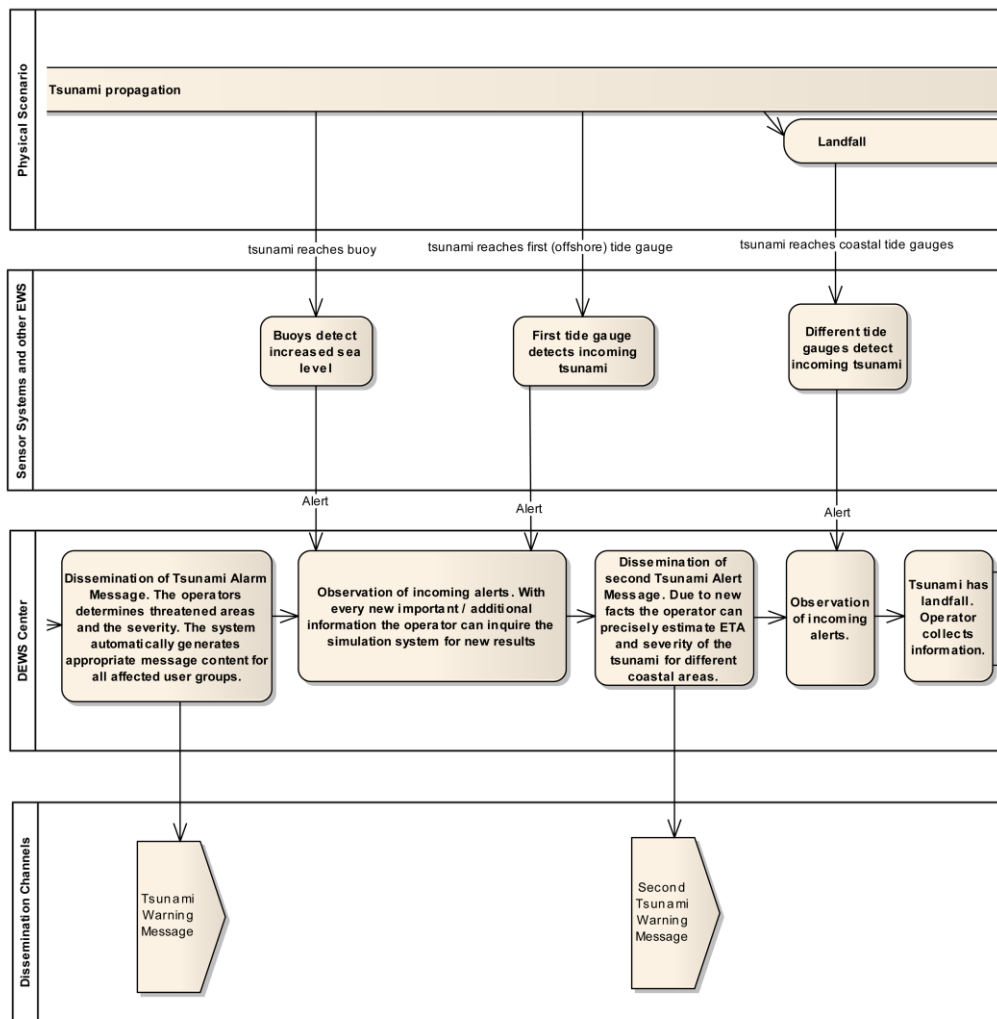 Physical Scenario
Tsunami propagation
Landfall
tsunami reaches buoy
tsunami reaches first (offshore) tide gauge
tsunami reaches coastal tide gauges
Sensor Systems and other EWS
Buoys detect
increased sea
level
First tide gauge
detects incoming
tsunami
Different tide
gauges detect
incoming tsunami
Alert
Alert
Alert
DEWS Center
Dissemination of Tsunami Alarm
Message. The operators
determines threatened areas
and the severity. The system
automatically generates
appropriate message content for
all affected user groups.
Observation of incoming alerts. With
every new important / additional
information the operator can inquire the
simulation system for new results
Dissemination of
second Tsunami Alert
Message. Due to new
facts the operator can
precisely estimate ETA
and severity of the
tsunami for different
coastal areas.
Observation
of incoming
alerts.
Tsunami has
landfall.
Operator
collects
information.
Dissemination Channels
Tsunami
Warning
Message
Second
Tsunami
Warning
Message